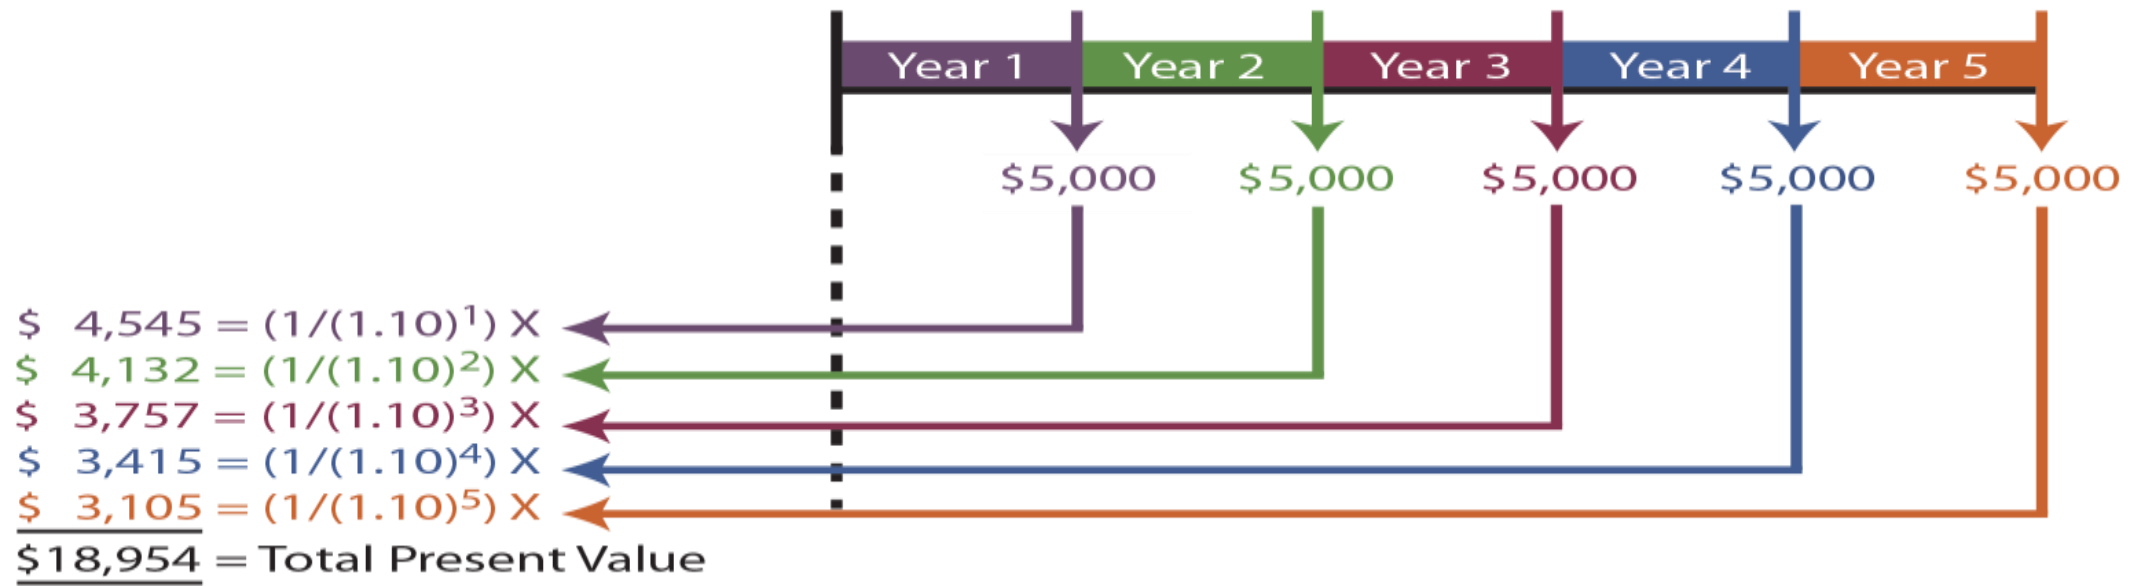 Year 1 Year 2 Year 3 Year 4 Year 5
$5,000 $5,000 $5,000 $5,000 $5,000
$ 4,545 = (1/(1.10)¹) X
$ 4,132 = (1/(1.10)²) X
$ 3,757 = (1/(1.10)³) X
$ 3,415 = (1/(1.10)⁴) X
$ 3,105 = (1/(1.10)⁵) X
$18,954 = Total Present Value